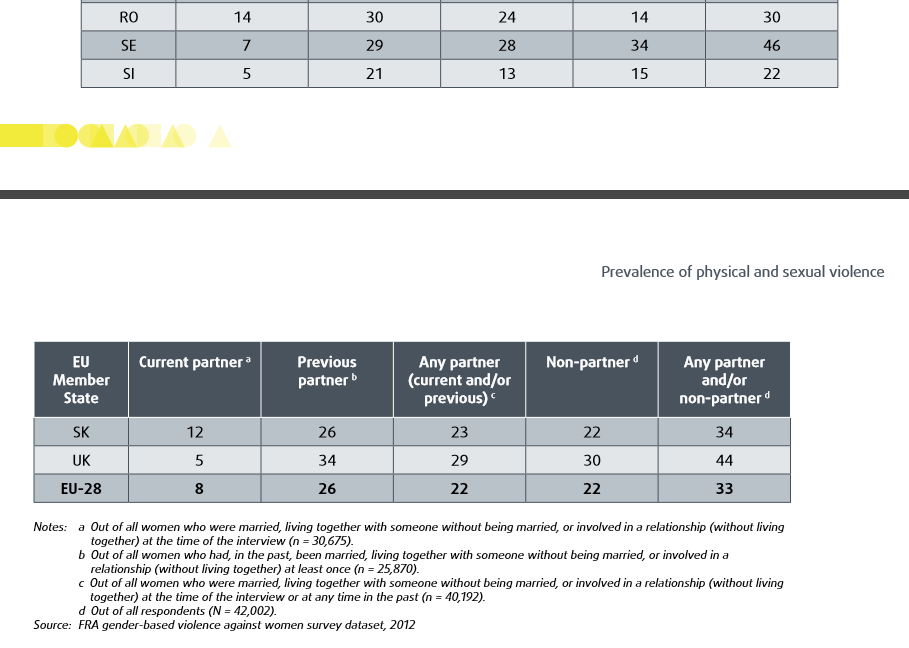 RO 14 30 24 14 30
SE 7 29 28 34 46
SI 5 21 13 15 22
Prevalence of physical and sexual violence
EU Member State Current partner a Previous partner b Any partner (current and/or previous) c Non-partner d Any partner and/or non-partner d
SK 12 26 23 22 34
UK 5 34 29 30 44
EU-28 8 26 22 22 33
Notes: a Out of all women who were married, living together with someone without being married, or involved in a relationship (without living
together) at the time of the interview (n = 30,675).
b Out of all women who had, in the past, been married, living together with someone without being married, or involved in a
relationship (without living together) at least once (n = 25,870).
c Out of all women who were married, living together with someone without being married, or involved in a relationship (without living
together) at the time of the interview or at any time in the past (n = 40,192).
d Out of all respondents (N = 42,002).
Source: FRA gender-based violence against women survey dataset, 2012